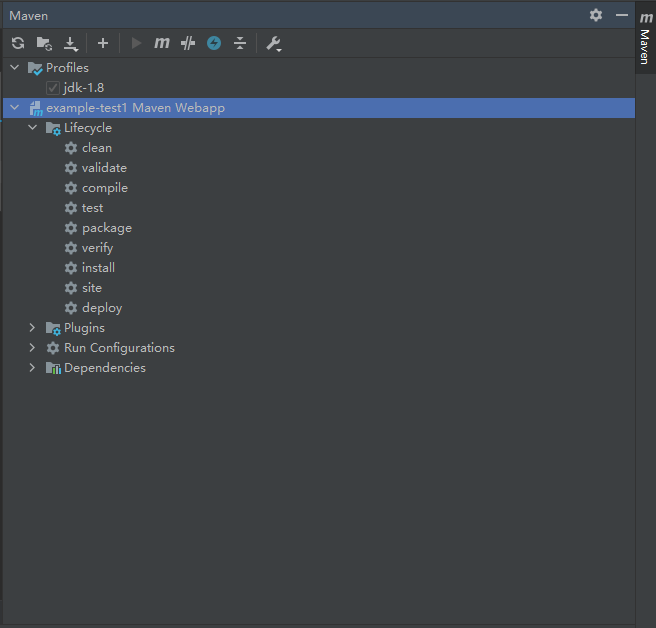 Maven
m
Maven
m
Profiles
jdk-1.8
example-test1 Maven Webapp
Lifecycle
clean
validate
compile
test
package
verify
install
site
deploy
Plugins
Run Configurations
Dependencies